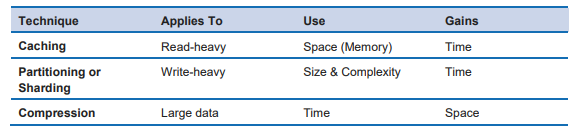 Technique Applies To Use Gains
Caching Read-heavy Space (Memory) Time
Partitioning or Write-heavy Size & Complexity Time
Sharding
Compression Large data Time Space